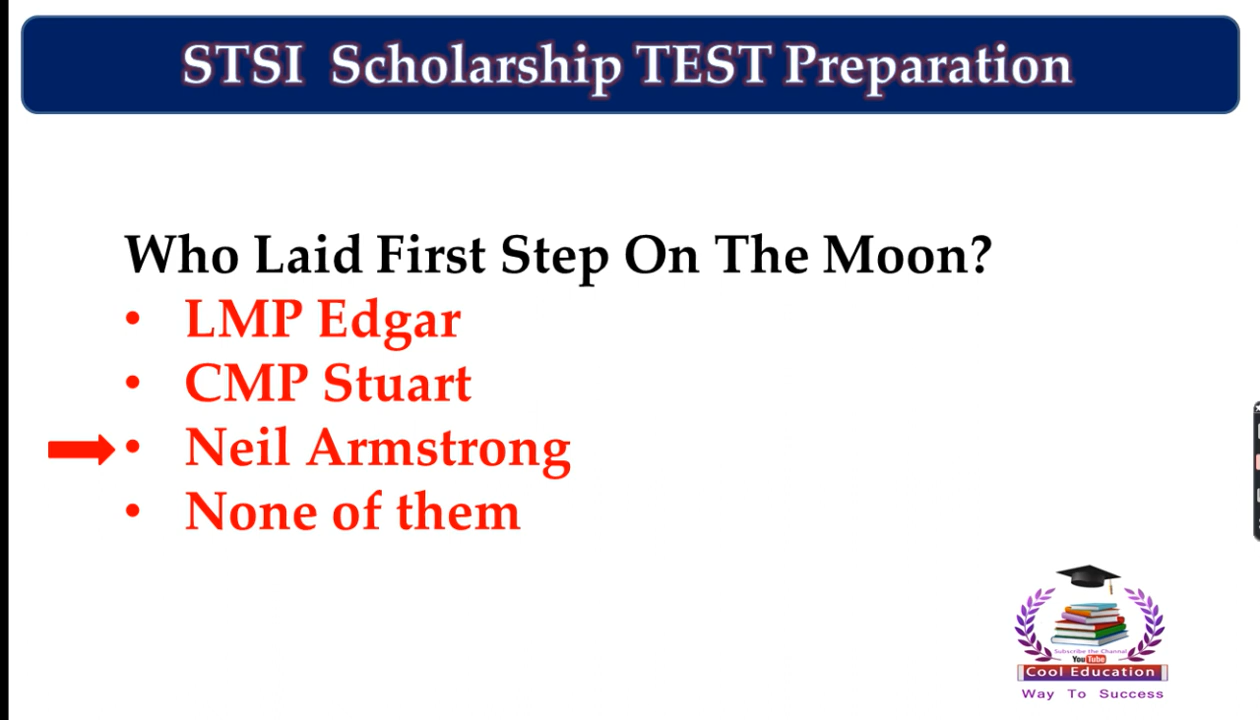 STSI Scholarship TEST Preparation
Who Laid First Step On The Moon?
• LMP Edgar
• CMP Stuart
• Neil Armstrong
• None of them
Subscribe the Channel
YouTube
Cool Education
Way To Success